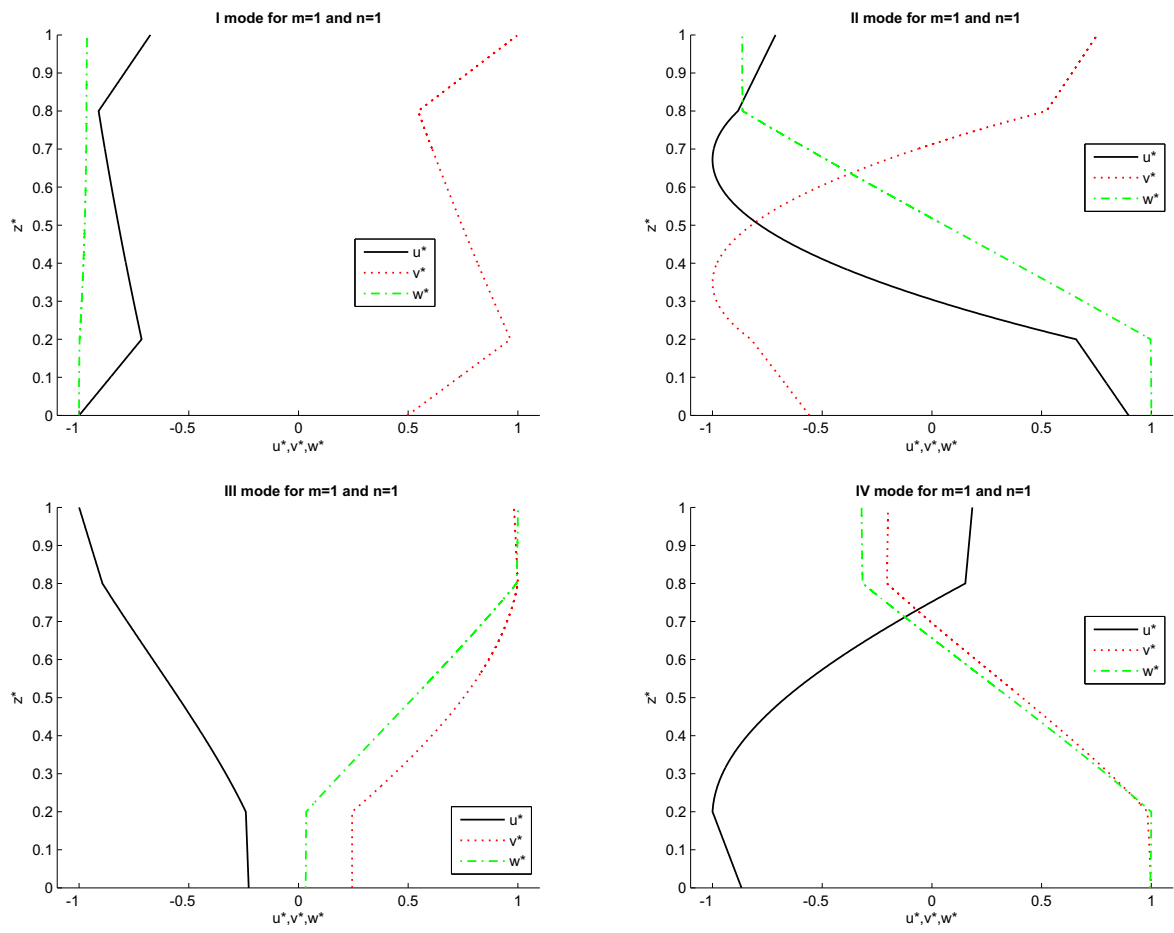 I mode for m=1 and n=1
1
0.9
0.8
0.7
0.6
0.5
0.4
0.3
0.2
0.1
0
z*
-1
-0.5
0
0.5
1
u*,v*,w*
u*
v*
w*
II mode for m=1 and n=1
1
0.9
0.8
0.7
0.6
0.5
0.4
0.3
0.2
0.1
0
z*
-1
-0.5
0
0.5
1
u*,v*,w*
u*
v*
w*
III mode for m=1 and n=1
1
0.9
0.8
0.7
0.6
0.5
0.4
0.3
0.2
0.1
0
z*
-1
-0.5
0
0.5
1
u*,v*,w*
u*
v*
w*
IV mode for m=1 and n=1
1
0.9
0.8
0.7
0.6
0.5
0.4
0.3
0.2
0.1
0
z*
-1
-0.5
0
0.5
1
u*,v*,w*
u*
v*
w*